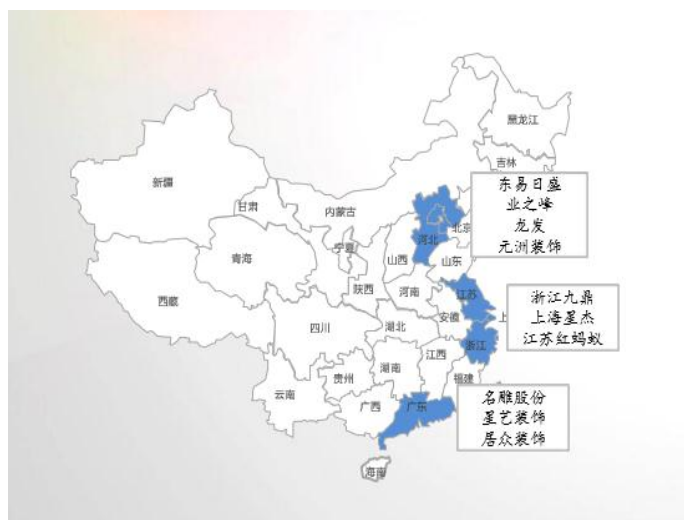 黑龙江
吉林
新疆
甘肃
内蒙古
北京
河北
宁夏
青海
山西
山东
陕西
河南
西藏
江苏
四川
湖北
安徽
上
浙江
江西
湖南
贵州
福建
云南
广西
广东
海南
东易日盛
业之峰
龙发
元洲装饰
浙江九鼎
上海星杰
江苏红蚂蚁
名雕股份
星艺装饰
居众装饰